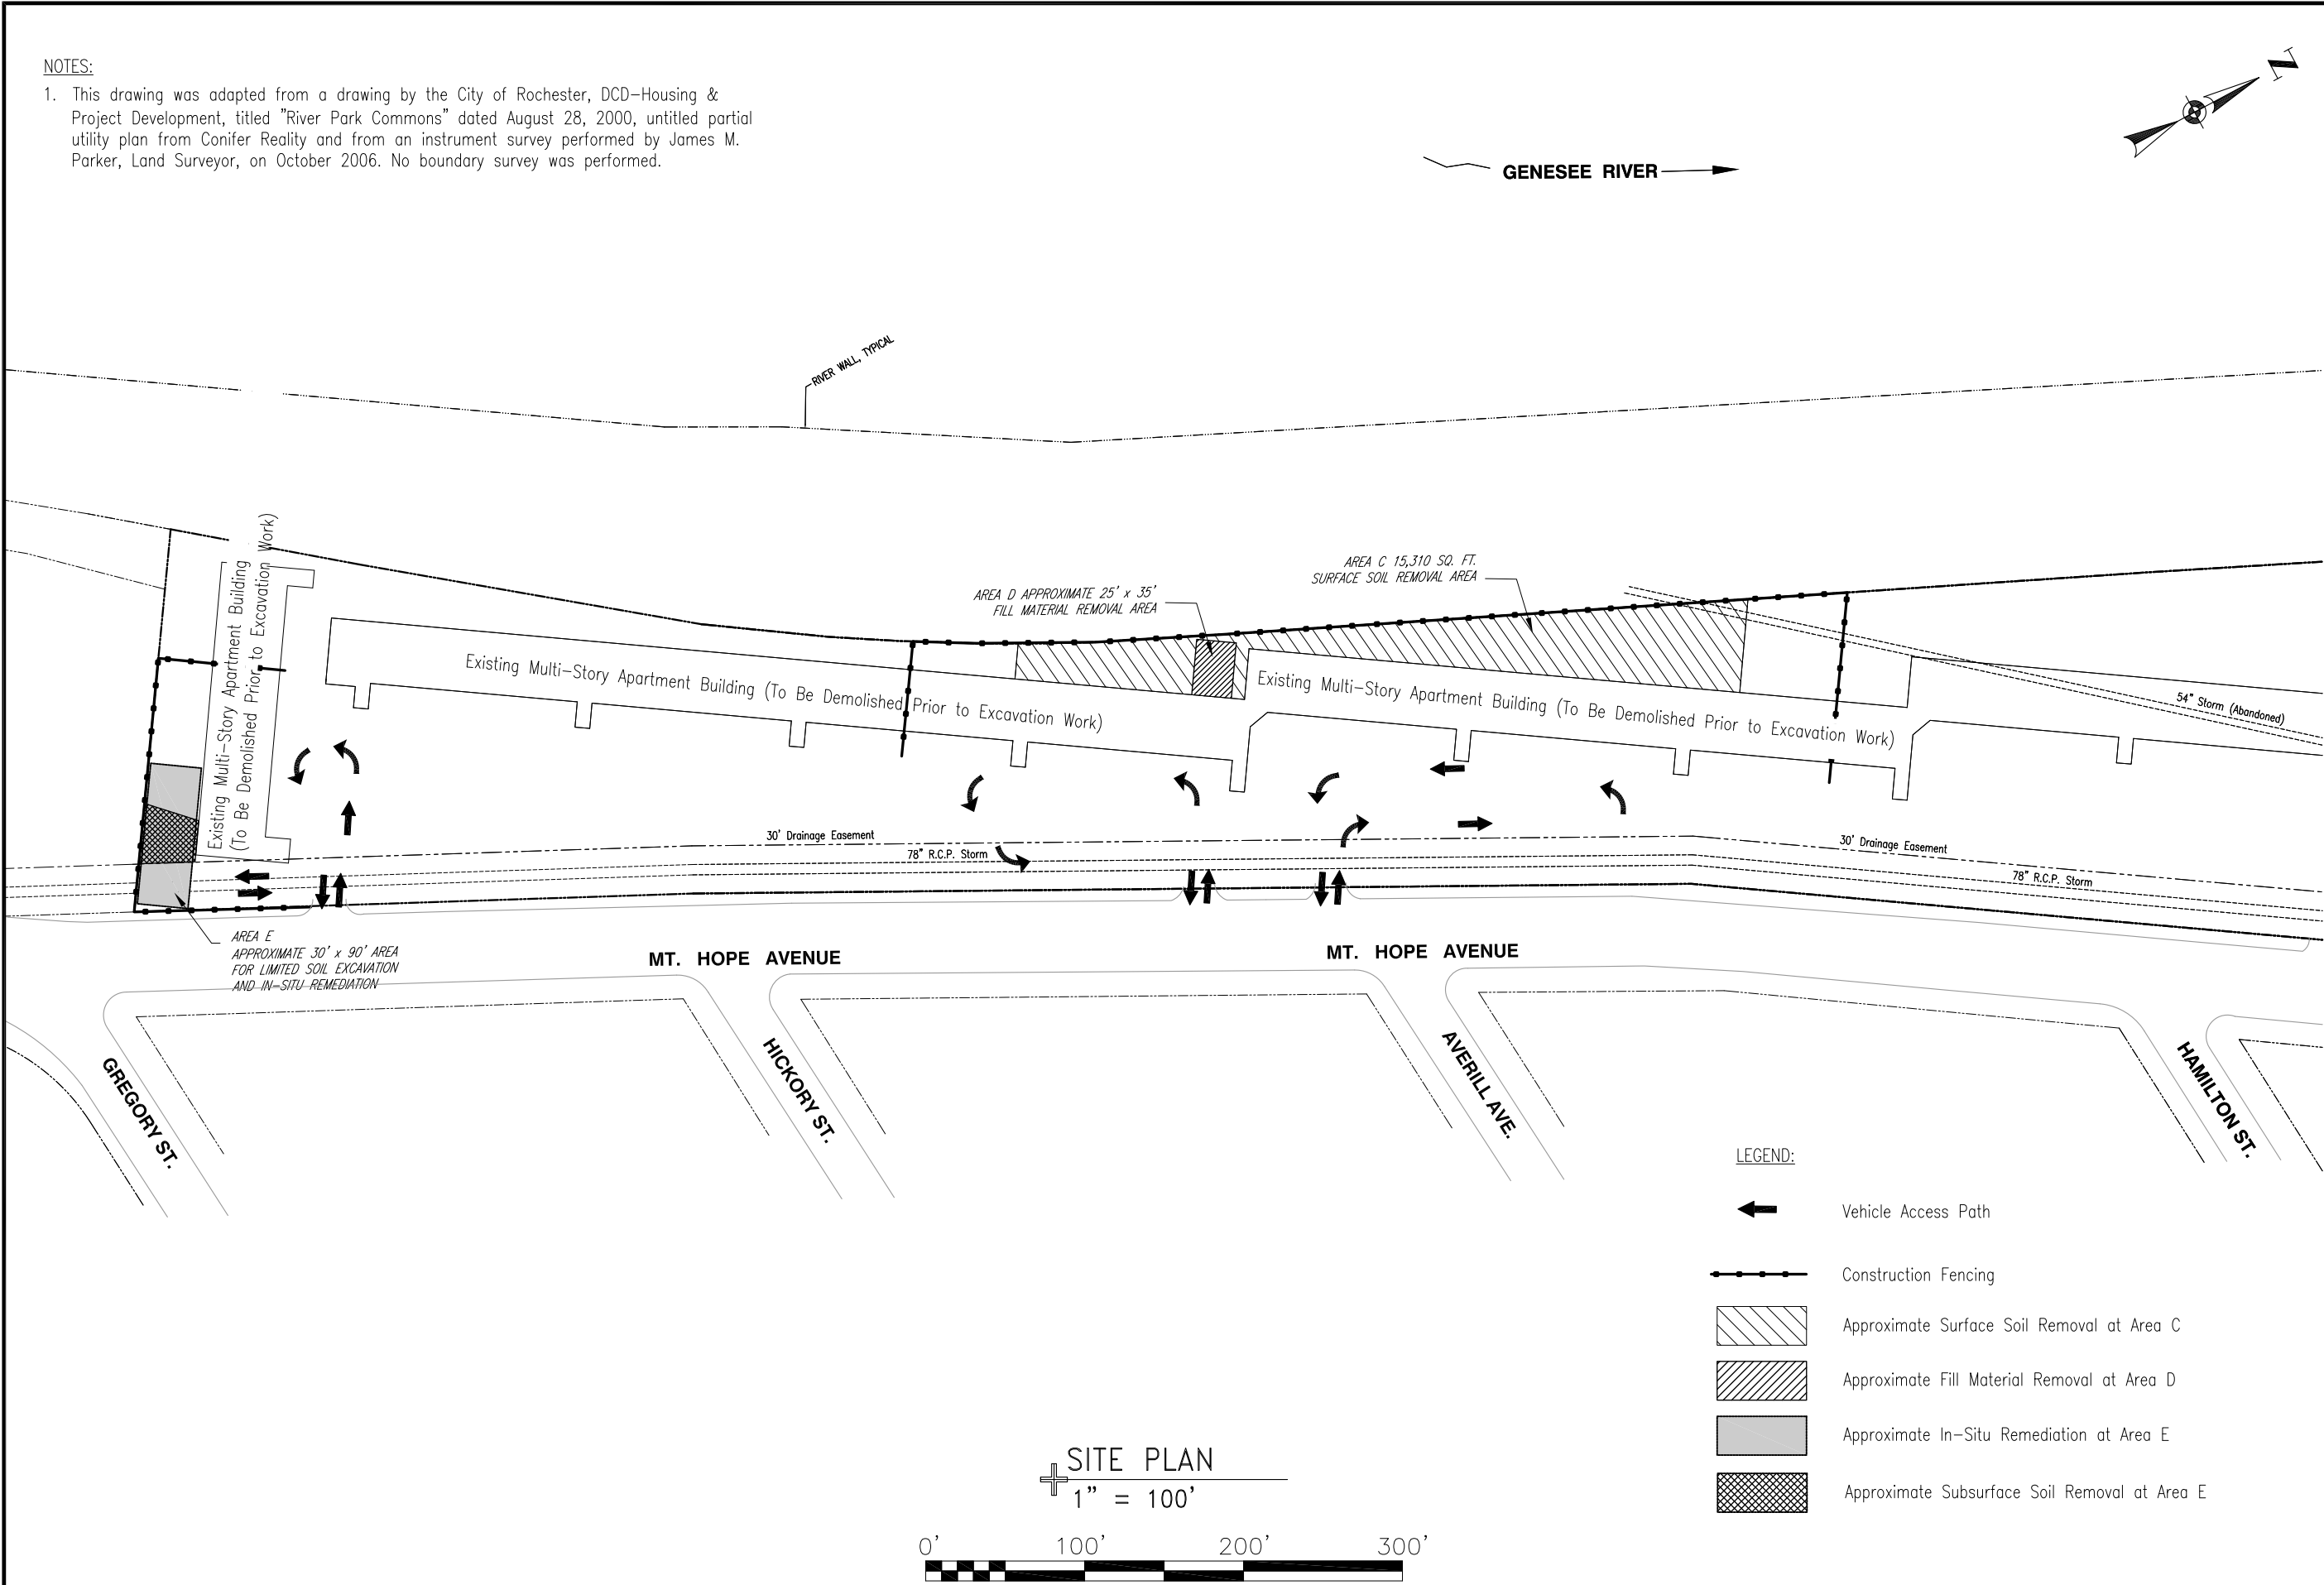 NOTES:
1. This drawing was adapted from a drawing by the City of Rochester, DCD-Housing &
Project Development, titled "River Park Commons" dated August 28, 2000, untitled partial
utility plan from Conifer Reality and from an instrument survey performed by James M.
Parker, Land Surveyor, on October 2006. No boundary survey was performed.
N
GENESEE RIVER
RIVER WALL, TYPICAL
AREA C 15,310 SQ. FT.
SURFACE SOIL REMOVAL AREA
AREA D APPROXIMATE 25' x 35'
FILL MATERIAL REMOVAL AREA
Existing Multi-Story Apartment Building
(To Be Demolished Prior to Excavation Work)
Existing Multi-Story Apartment Building (To Be Demolished Prior to Excavation Work)
Existing Multi-Story Apartment Building (To Be Demolished Prior to Excavation Work)
54" Storm (Abandoned)
30' Drainage Easement
78" R.C.P. Storm
30' Drainage Easement
78" R.C.P. Storm
AREA E
APPROXIMATE 30' x 90' AREA
FOR LIMITED SOIL EXCAVATION
AND IN-SITU REMEDIATION
MT. HOPE AVENUE
MT. HOPE AVENUE
GREGORY ST.
HICKORY ST.
AVERILL AVE.
HAMILTON ST.
LEGEND:
Vehicle Access Path
Construction Fencing
Approximate Surface Soil Removal at Area C
Approximate Fill Material Removal at Area D
Approximate In-Situ Remediation at Area E
Approximate Subsurface Soil Removal at Area E
SITE PLAN
1" = 100'
0' 100' 200' 300'